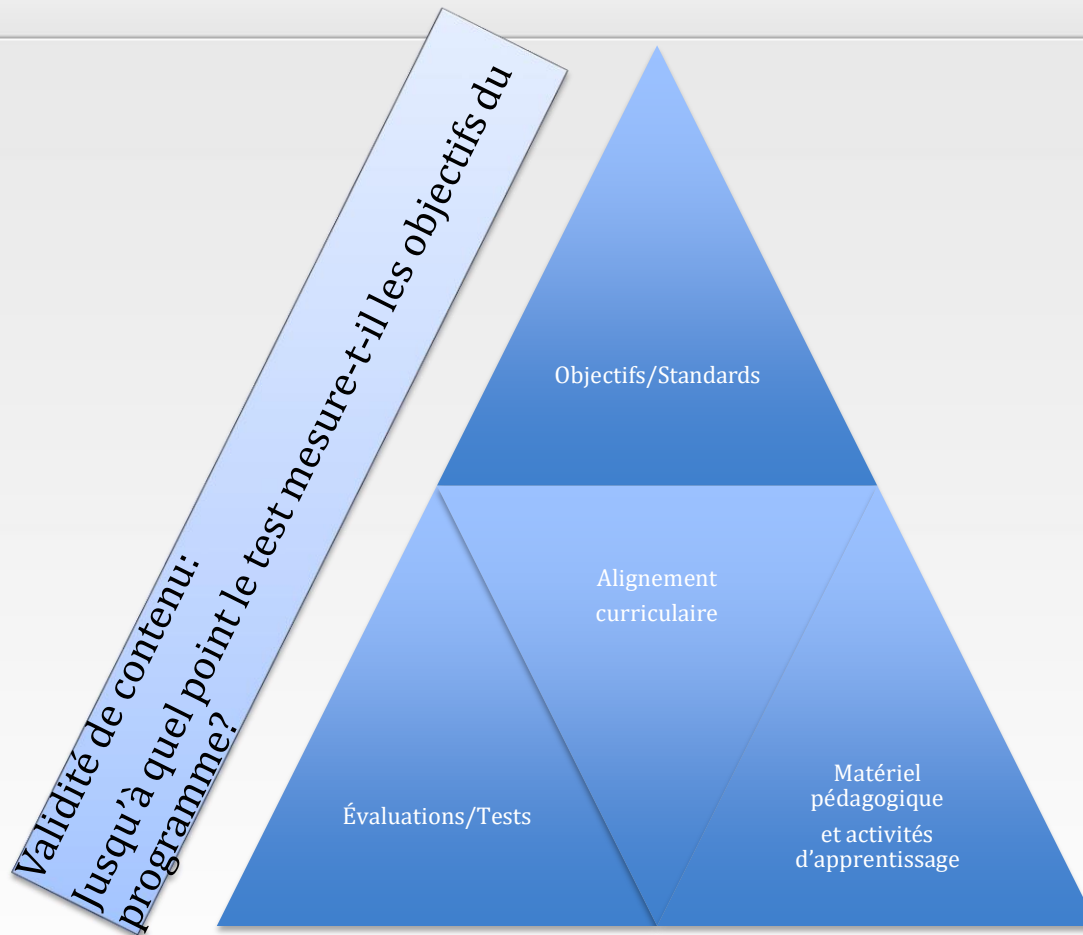 Validité de contenu:
Jusqu'à quel point le test mesure-t-il les objectifs du
programme?
Objectifs/Standards
Alignement
curriculaire
Évaluations/Tests
Matériel
pédagogique
et activités
d'apprentissage